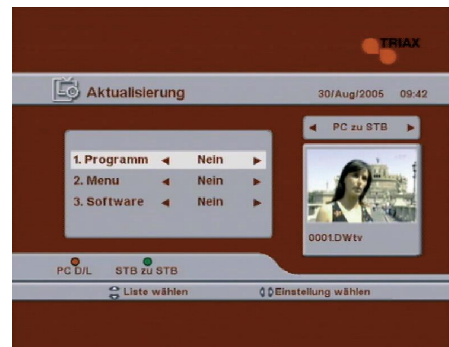 TRIAX
Aktualisierung
30/Aug/2005 09:42
PC zu STB
1. Programm Nein
2. Menu Nein
3. Software Nein
0001.DWtv
PC D/L STB zu STB
Liste wählen
Einstellung wählen